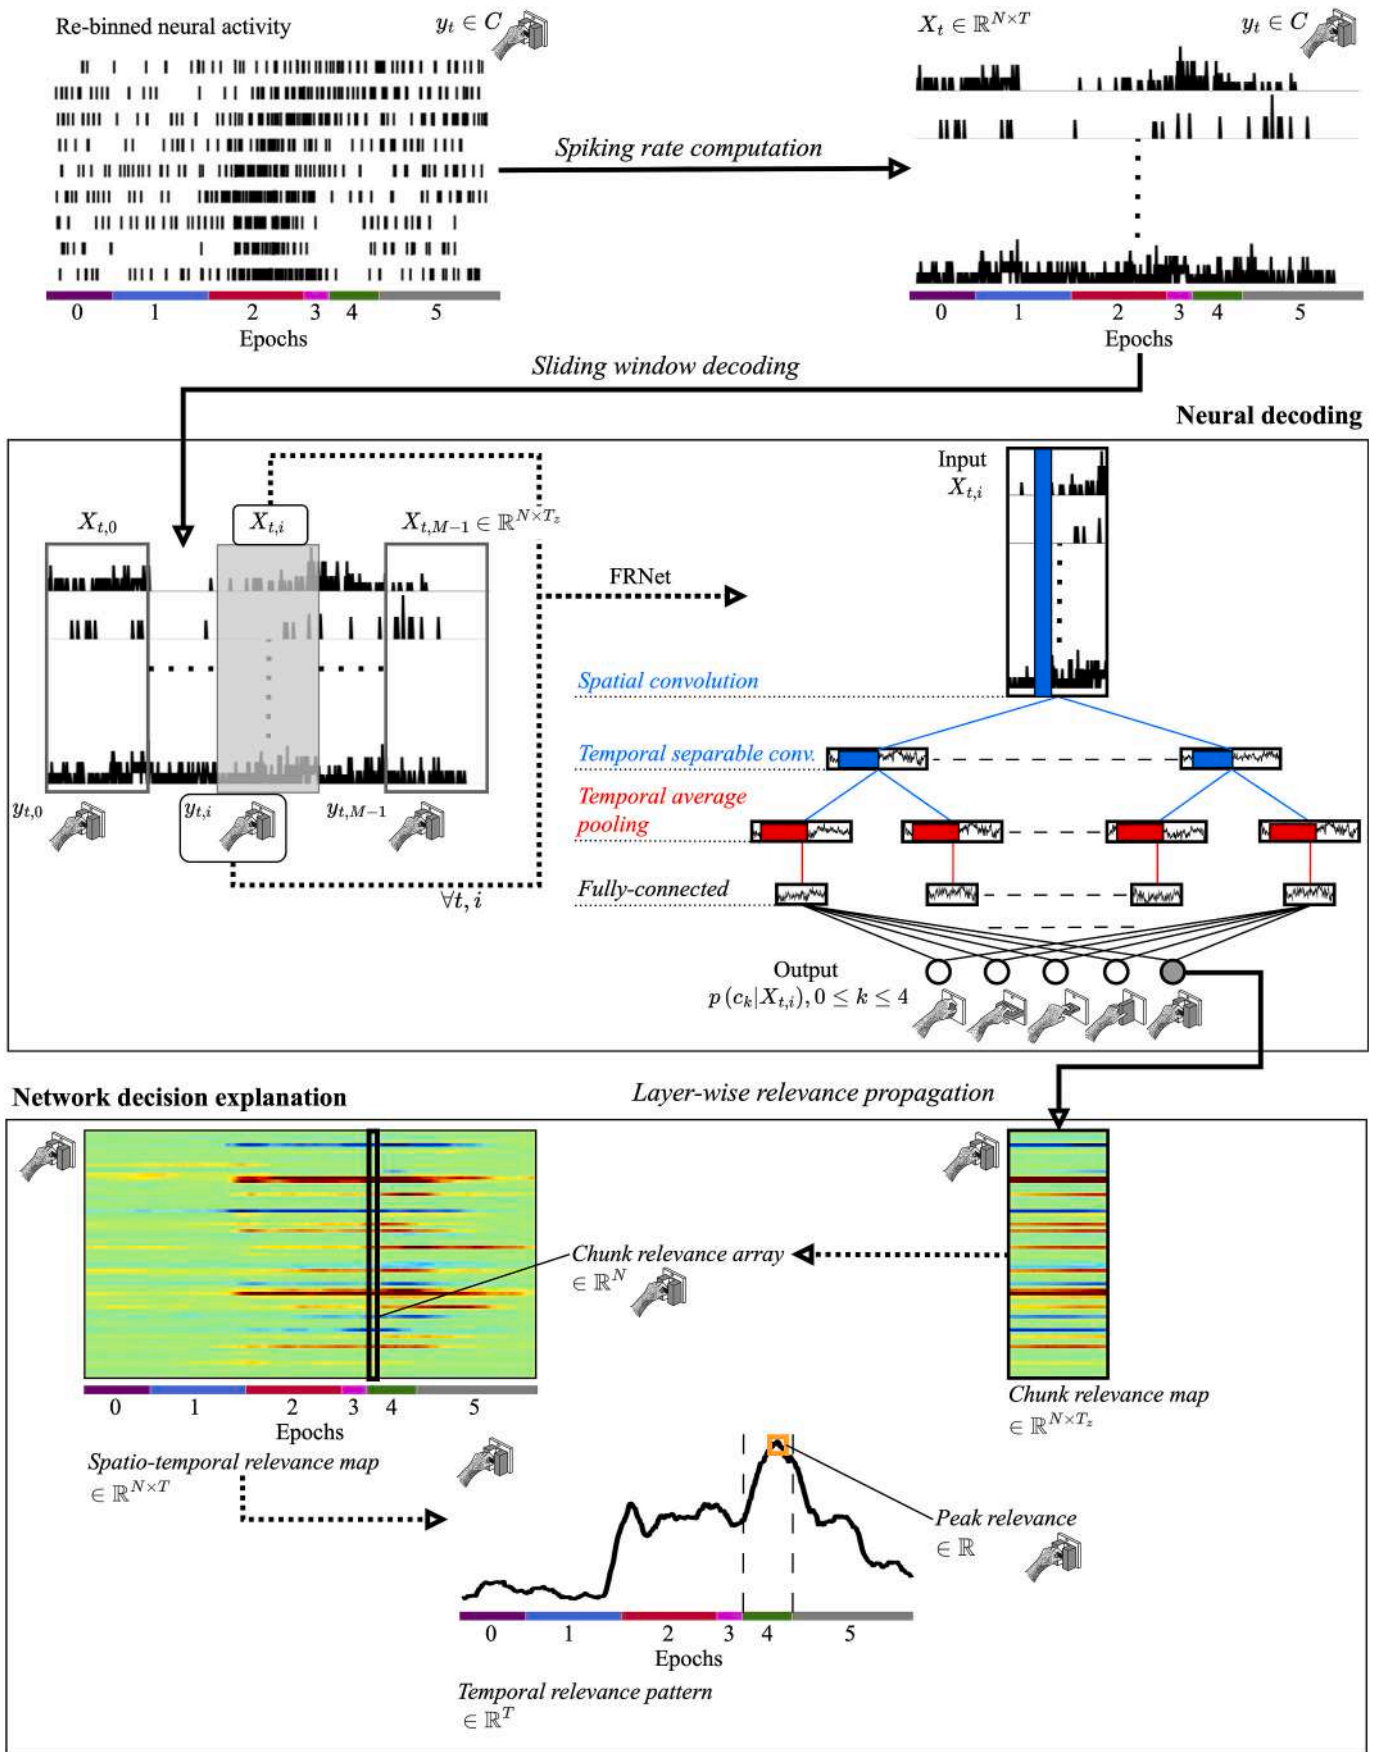 Re-binned neural activity
y_t ∈ C
0 1 2 3 4 5
Epochs
Spiking rate computation
X_t ∈ ℝ^{N×T}
y_t ∈ C
0 1 2 3 4 5
Epochs
Sliding window decoding
Neural decoding
X_{t,0}
X_{t,i}
X_{t,M−1} ∈ ℝ^{N×T_z}
y_{t,0}
y_{t,i}
y_{t,M−1}
∀t, i
FRNet
Input
X_{t,i}
Spatial convolution
Temporal separable conv.
Temporal average
pooling
Fully-connected
Output
p (c_k|X_{t,i}), 0 ≤ k ≤ 4
Network decision explanation
Layer-wise relevance propagation
Chunk relevance array
∈ ℝ^N
0 1 2 3 4 5
Epochs
Chunk relevance map
∈ ℝ^{N×T_z}
Spatio-temporal relevance map
∈ ℝ^{N×T}
Peak relevance
∈ ℝ
0 1 2 3 4 5
Epochs
Temporal relevance pattern
∈ ℝ^T